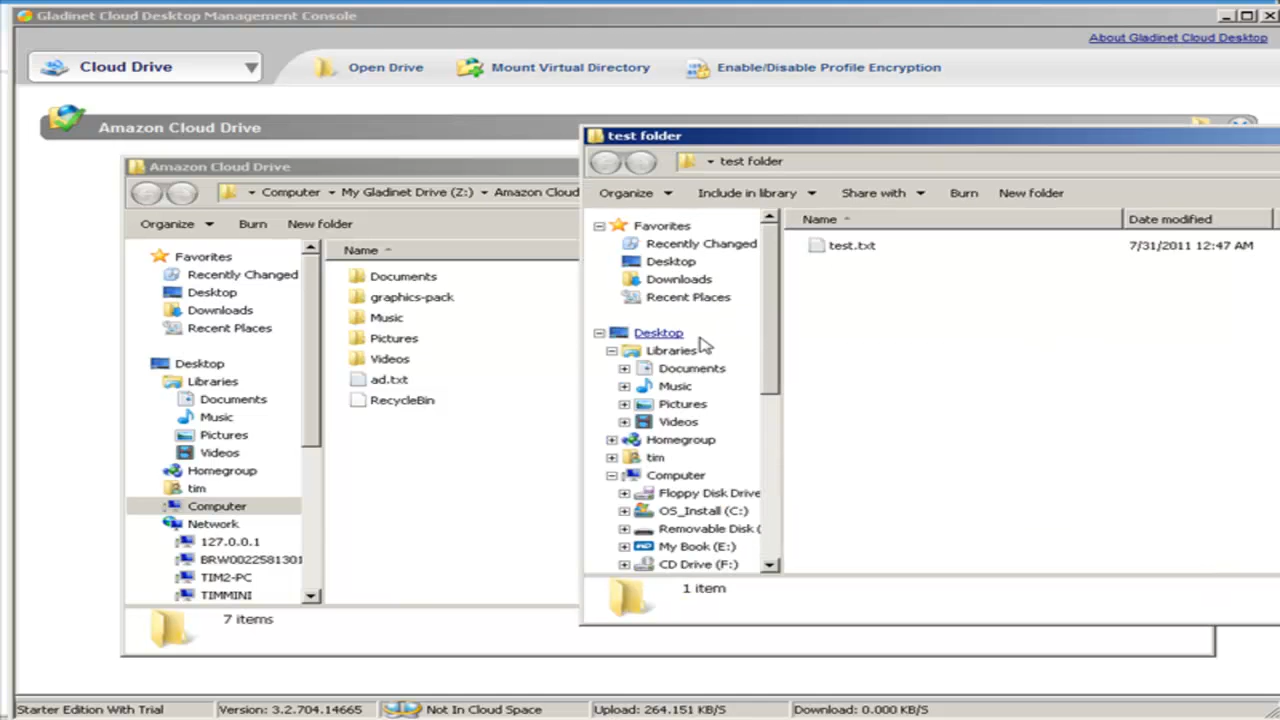 Gladinet Cloud Desktop Management Console
About Gladinet Cloud Desktop
Cloud Drive
Open Drive
Mount Virtual Directory
Enable/Disable Profile Encryption
Amazon Cloud Drive
Amazon Cloud Drive
Computer
My Gladinet Drive (Z:)
Amazon Cloud
Organize
Burn
New folder
Favorites
Recently Changed
Desktop
Downloads
Recent Places
Desktop
Libraries
Documents
Music
Pictures
Videos
Homegroup
tim
Computer
Network
127.0.0.1
BRW0022581301
TIM2-PC
TIMMINI
Name
Documents
graphics-pack
Music
Pictures
Videos
ad.txt
RecycleBin
7 items
test folder
test folder
Organize
Include in library
Share with
Burn
New folder
Favorites
Recently Changed
Desktop
Downloads
Recent Places
Desktop
Libraries
Documents
Music
Pictures
Videos
Homegroup
tim
Computer
Floppy Disk Drive
OS_Install (C:)
Removable Disk (
My Book (E:)
CD Drive (F:)
Name
Date modified
test.txt
7/31/2011 12:47 AM
1 item
Starter Edition With Trial
Version: 3.2.704.14665
Not In Cloud Space
Upload: 264.151 KB/S
Download: 0.000 KB/S